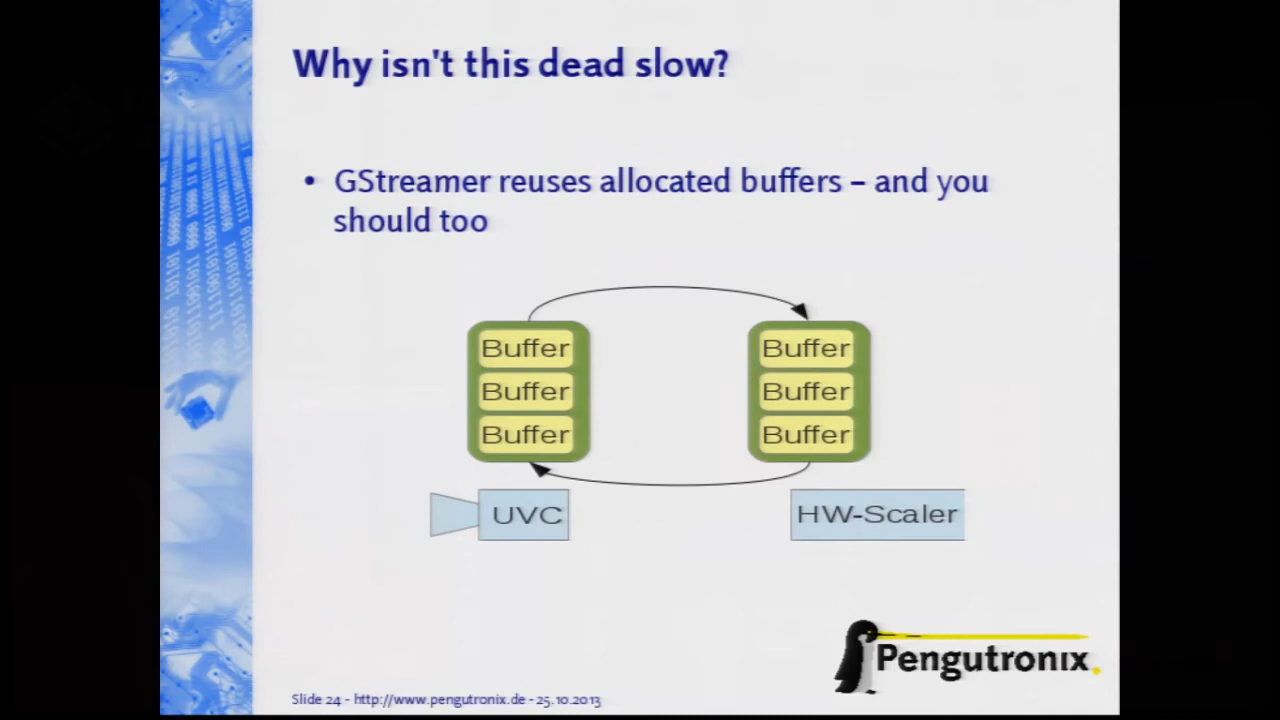 Why isn't this dead slow?
• GStreamer reuses allocated buffers – and you
should too
Buffer
Buffer
Buffer
Buffer
Buffer
Buffer
UVC
HW-Scaler
Pengutronix.
Slide 24 - http://www.pengutronix.de - 25.10.2013